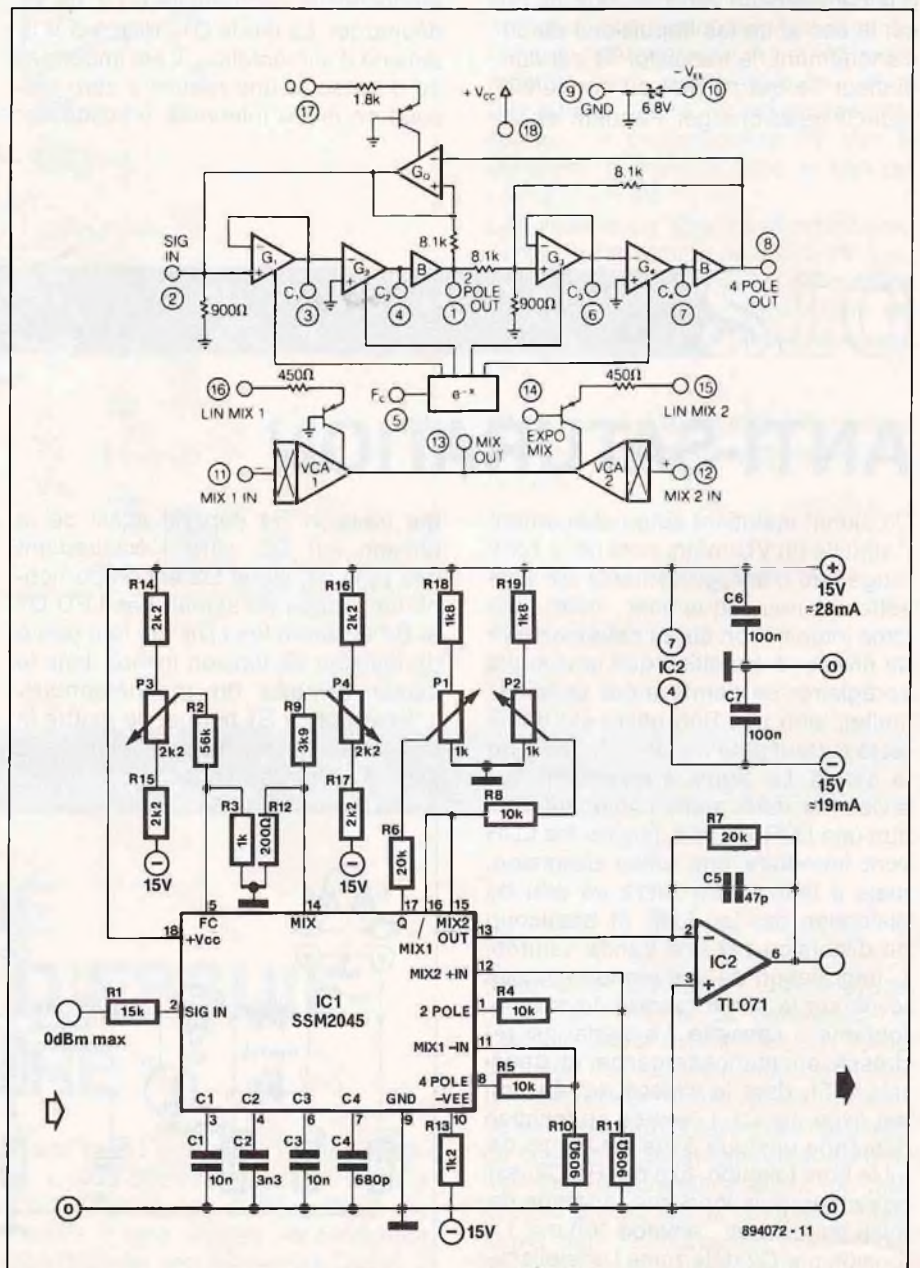 17
1.8k
+VCC
18
9
GND
6.8V
VEE
10
GQ
8.1k
SIG
IN
2
900Ω
G1
C1
3
C2
4
B
8.1k
2
POLE
OUT
1
8.1k
900Ω
G3
C3
6
C4
7
B
8
4 POLE
OUT
16
450Ω
LIN MIX 1
FC
5
e-x
14
EXPO
MIX
450Ω
15
LIN MIX 2
13
MIX
OUT
11
MIX 1 IN
VCA
1
VCA
2
12
MIX 2 IN
ANTI-SATURATION
R14
2k2
R16
2k2
R18
1k8
R19
1k8
P3
2k2
R2
56k
R9
3k9
P4
2k2
P1
1k
P2
1k
7
IC2
4
C6
100n
100n
15V
≈28mA
0
15V
≈19mA
R15
2k2
15V
R3
1k
R12
200Ω
R17
2k2
15V
R6
20k
R8
10k
R7
20k
C5
47p
5
FC
14
MIX
17
Q
16
MIX1
15
MIX2
OUT
13
18
+Vcc
MIX2 +IN
12
IC1
SSM2045
2 POLE
1
10k
MIX1 -IN
11
4 POLE
8
R5
10k
-VEE
10
GND
9
R1
15k
2
SIG IN
0dBm max
IC2
TL071
2
3
6
C1
3
C2
4
C3
6
C4
7
C1
10n
C2
3n3
C3
10n
C4
680p
R13
1k2
15V
R10
R11
0
0
894072 - 11